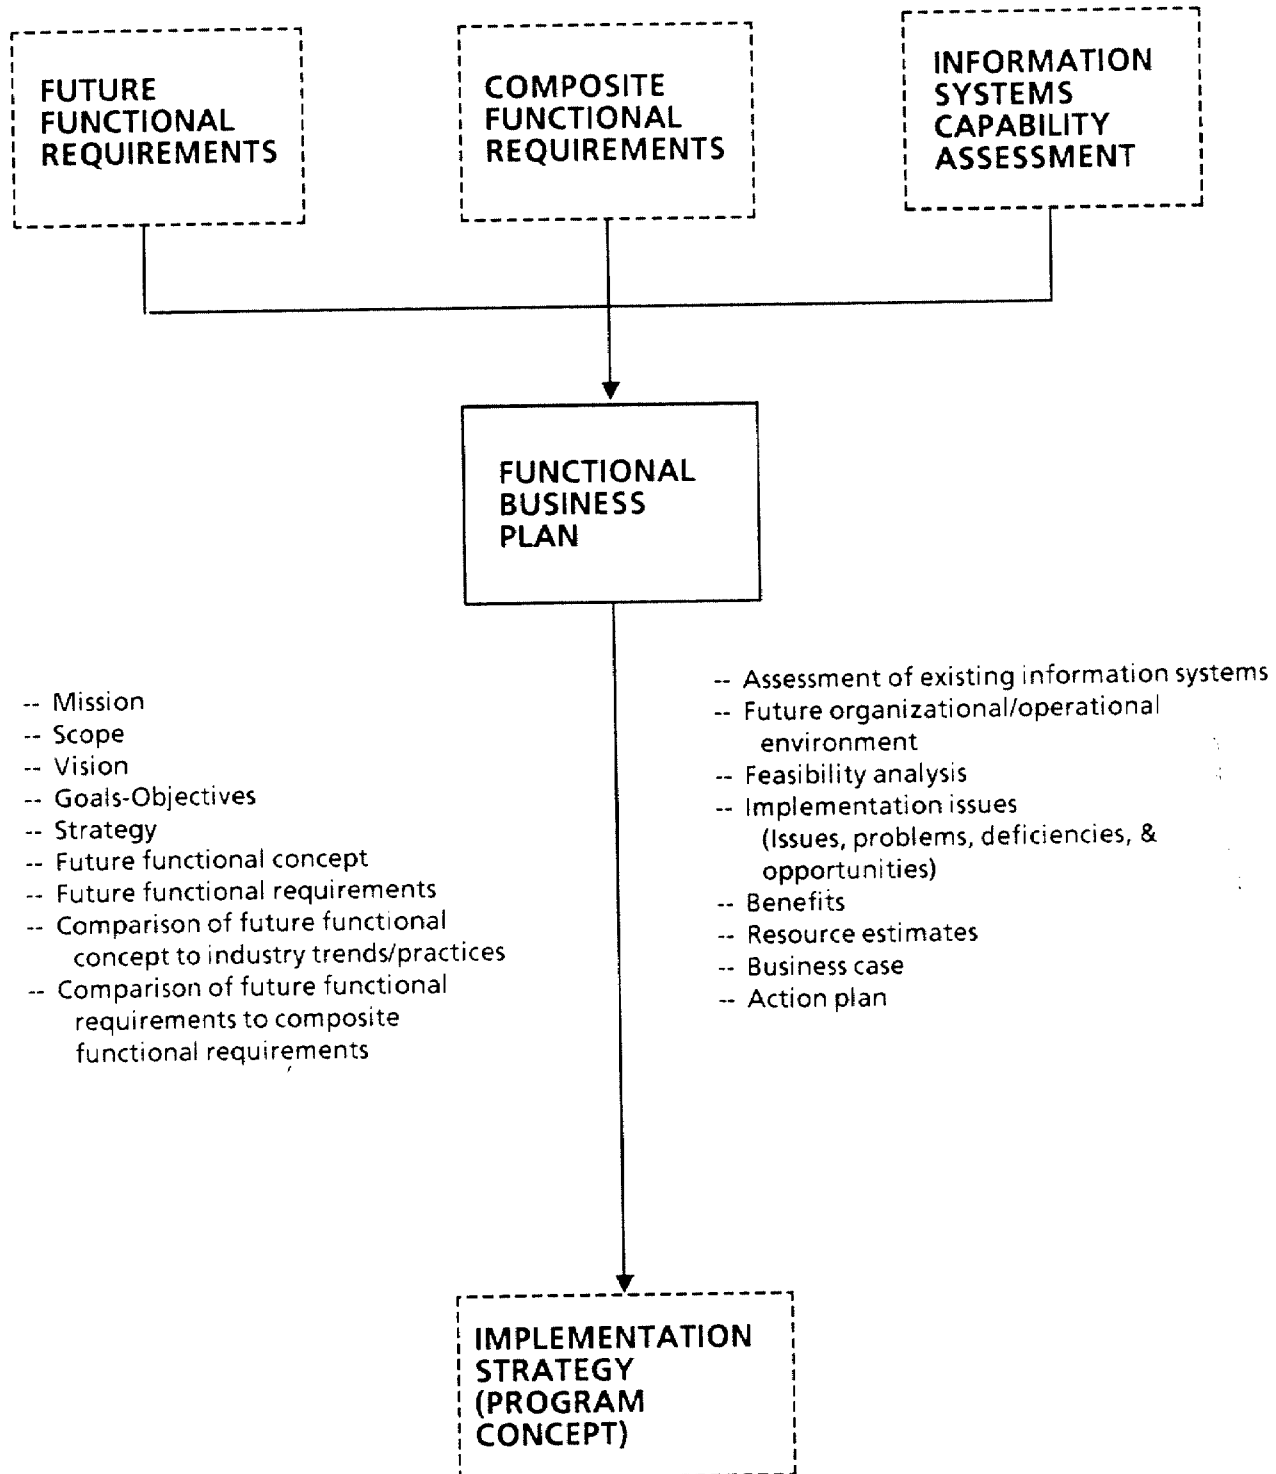 FUTURE
FUNCTIONAL
REQUIREMENTS
COMPOSITE
FUNCTIONAL
REQUIREMENTS
INFORMATION
SYSTEMS
CAPABILITY
ASSESSMENT
FUNCTIONAL
BUSINESS
PLAN
-- Mission
-- Scope
-- Vision
-- Goals-Objectives
-- Strategy
-- Future functional concept
-- Future functional requirements
-- Comparison of future functional
concept to industry trends/practices
-- Comparison of future functional
requirements to composite
functional requirements
-- Assessment of existing information systems
-- Future organizational/operational
environment
-- Feasibility analysis
-- Implementation issues
(Issues, problems, deficiencies, &
opportunities)
-- Benefits
-- Resource estimates
-- Business case
-- Action plan
IMPLEMENTATION
STRATEGY
(PROGRAM
CONCEPT)